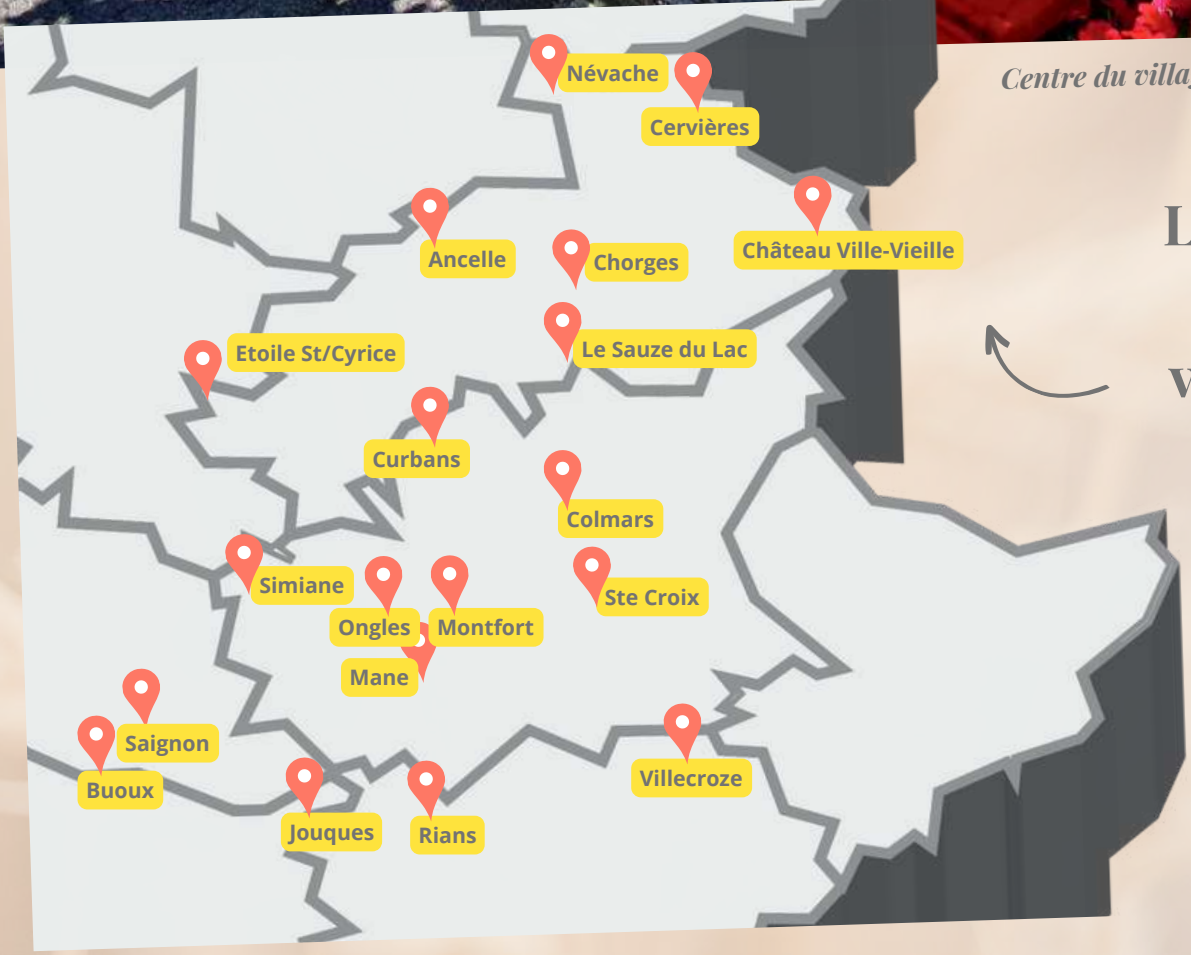 Névache
Centre du villa
Cervières
L
Château Ville-Vieille
Ancelle
Chorges
Le Sauze du Lac
Etoile St/Cyrice
v
Curbans
Colmars
Simiane
Ste Croix
Ongles
Montfort
Mane
Saignon
Villecroze
Buoux
Jouques
Rians